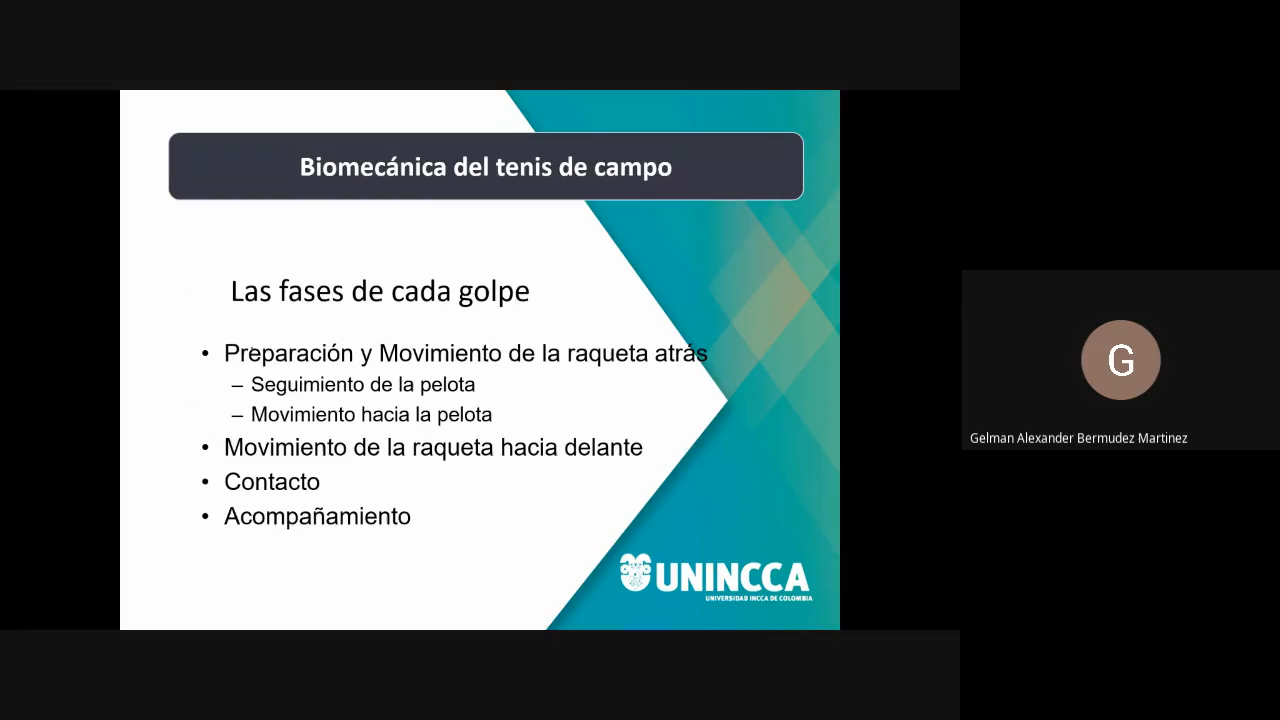 Biomecánica del tenis de campo
Las fases de cada golpe
• Preparación y Movimiento de la raqueta atrás
– Seguimiento de la pelota
– Movimiento hacia la pelota
• Movimiento de la raqueta hacia delante
• Contacto
• Acompañamiento
UNINCCA
UNIVERSIDAD INCCA DE COLOMBIA
G
Gelman Alexander Bermudez Martinez